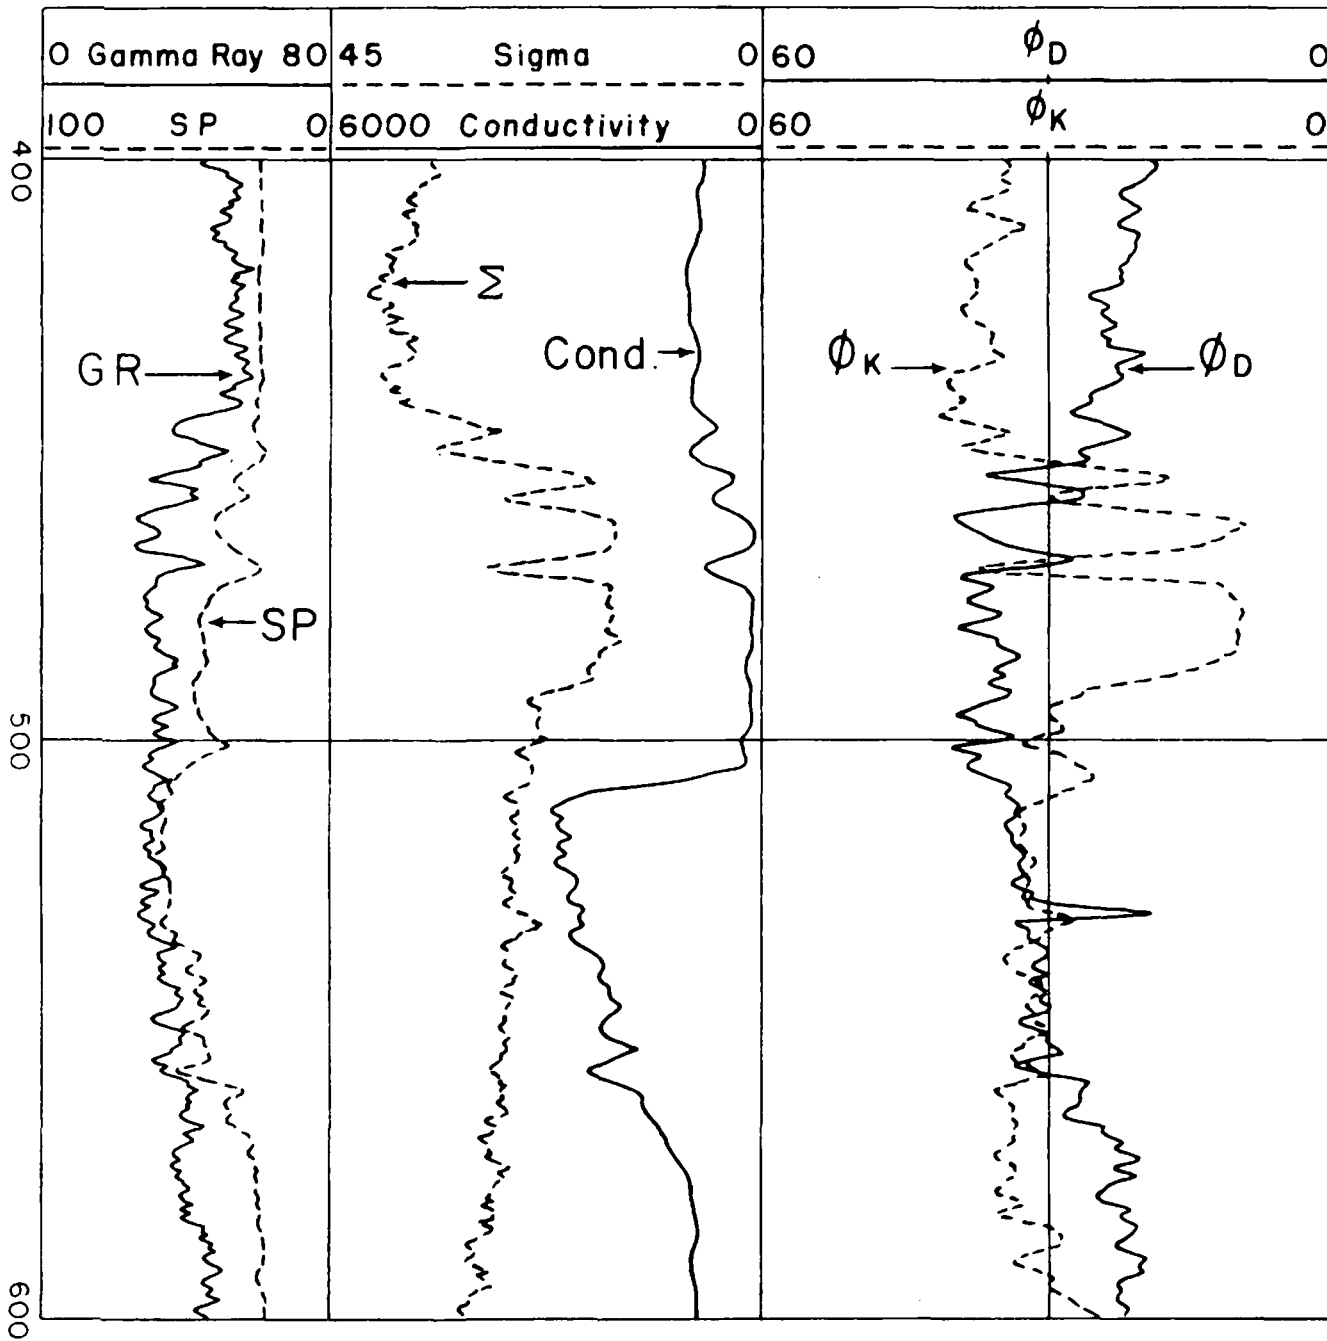 0 Gamma Ray 80 45 Sigma 0 60 ϕD 0
100 SP 0 6000 Conductivity 0 60 ϕK 0
400
Σ
Cond.
GR
ϕK
ϕD
SP
500
600